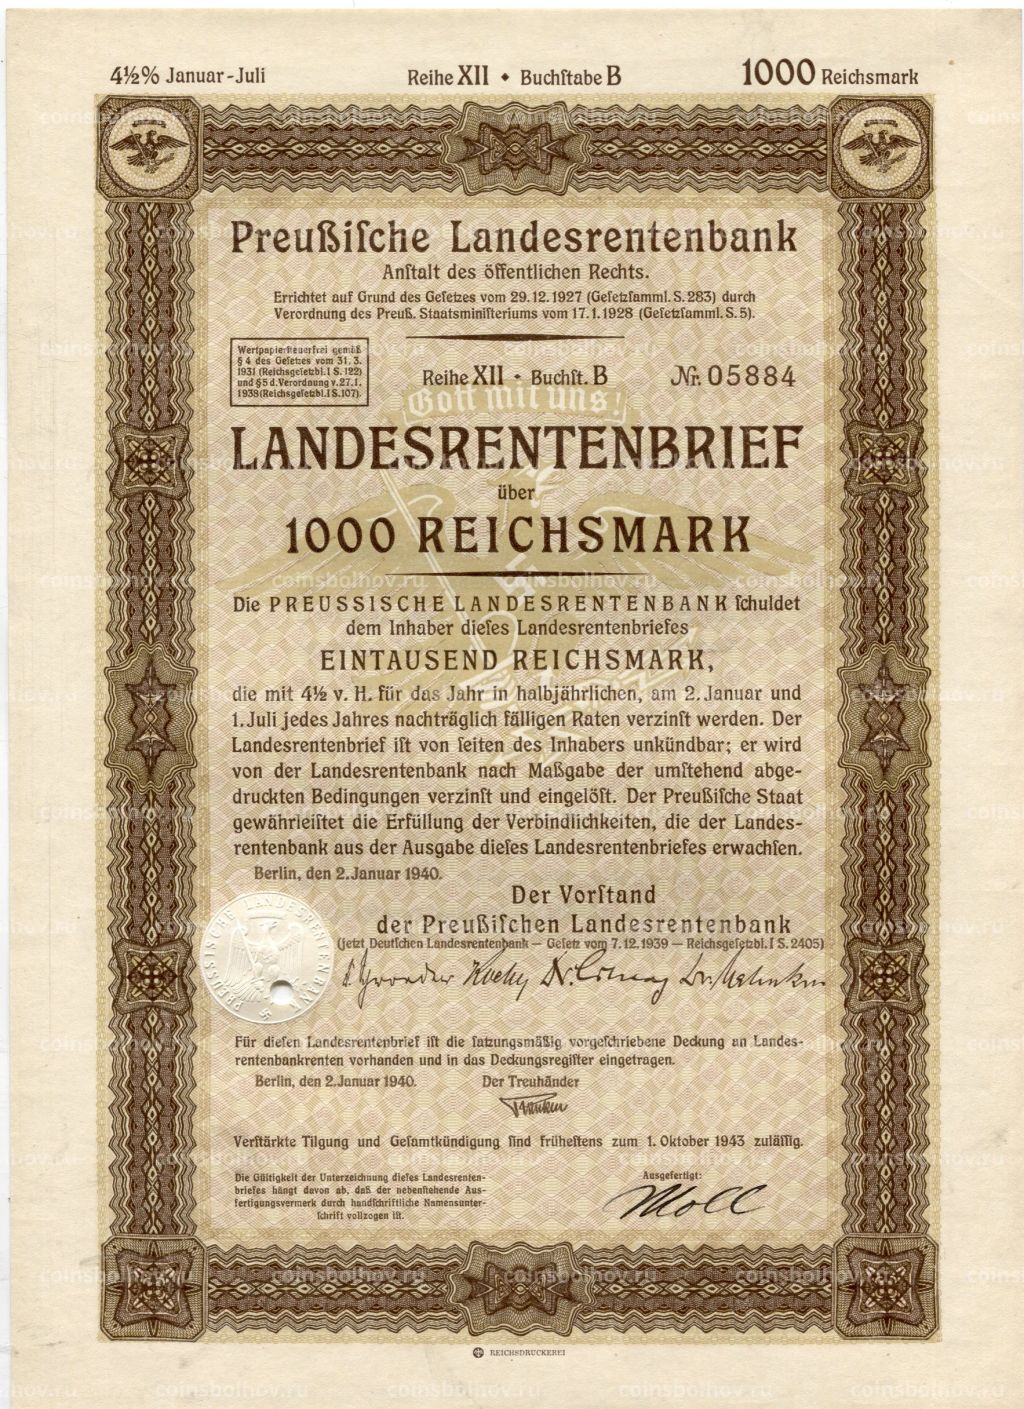 4½% Januar-Juli
Reihe XII ⬥ Buchſtabe B
1000 Reichsmark
Preußiſche Landesrentenbank
Anſtalt des öffentlichen Rechts.
Errichtet auf Grund des Geſetzes vom 29.12.1927 (Geſetzſamml. S. 283) durch
Verordnung des Preuß. Staatsminiſteriums vom 17.1.1928 (Geſetzſamml. S. 5).
Wertpapierſteuerfrei gemäß
§ 4 des Geſetzes vom 31. 3.
1931 (Reichsgeſetzbl. I S. 122)
und § 5 d. Verordnung v. 27. 1.
1938 (Reichsgeſetzbl. I S. 107).
Reihe XII ⬥ Buchſt. B
Nr. 05884
Gott mit uns!
LANDESRENTENBRIEF
über
1000 REICHSMARK
Die PREUSSISCHE LANDESRENTENBANK ſchuldet
dem Inhaber dieſes Landesrentenbriefes
EINTAUSEND REICHSMARK,
die mit 4½ v. H. für das Jahr in halbjährlichen, am 2. Januar und
1. Juli jedes Jahres nachträglich fälligen Raten verzinſt werden. Der
Landesrentenbrief iſt von ſeiten des Inhabers unkündbar; er wird
von der Landesrentenbank nach Maßgabe der umſtehend abge-
druckten Bedingungen verzinſt und eingelöſt. Der Preußiſche Staat
gewährleiſtet die Erfüllung der Verbindlichkeiten, die der Landes-
rentenbank aus der Ausgabe dieſes Landesrentenbriefes erwachſen.
Berlin, den 2. Januar 1940.
Der Vorſtand
der Preußiſchen Landesrentenbank
(jetzt Deutſchen Landesrentenbank — Geſetz vom 7. 12. 1939 — Reichsgeſetzbl. I S. 2405)
PREUSSISCHE LANDESRENTENBANK
Für dieſen Landesrentenbrief iſt die ſatzungsmäßig vorgeſchriebene Deckung an Landes-
rentenbankrenten vorhanden und in das Deckungsregiſter eingetragen.
Berlin, den 2. Januar 1940.
Der Treuhänder
Verſtärkte Tilgung und Geſamtkündigung ſind früheſtens zum 1. Oktober 1943 zuläſſig.
Die Gültigkeit der Unterzeichnung dieſes Landesrenten-
briefes hängt davon ab, daß der nebenſtehende Aus-
fertigungsvermerk durch handſchriftliche Namensunter-
ſchrift vollzogen iſt.
Ausgefertigt:
Moll
REICHSDRUCKEREI
coinsbolhov.ru